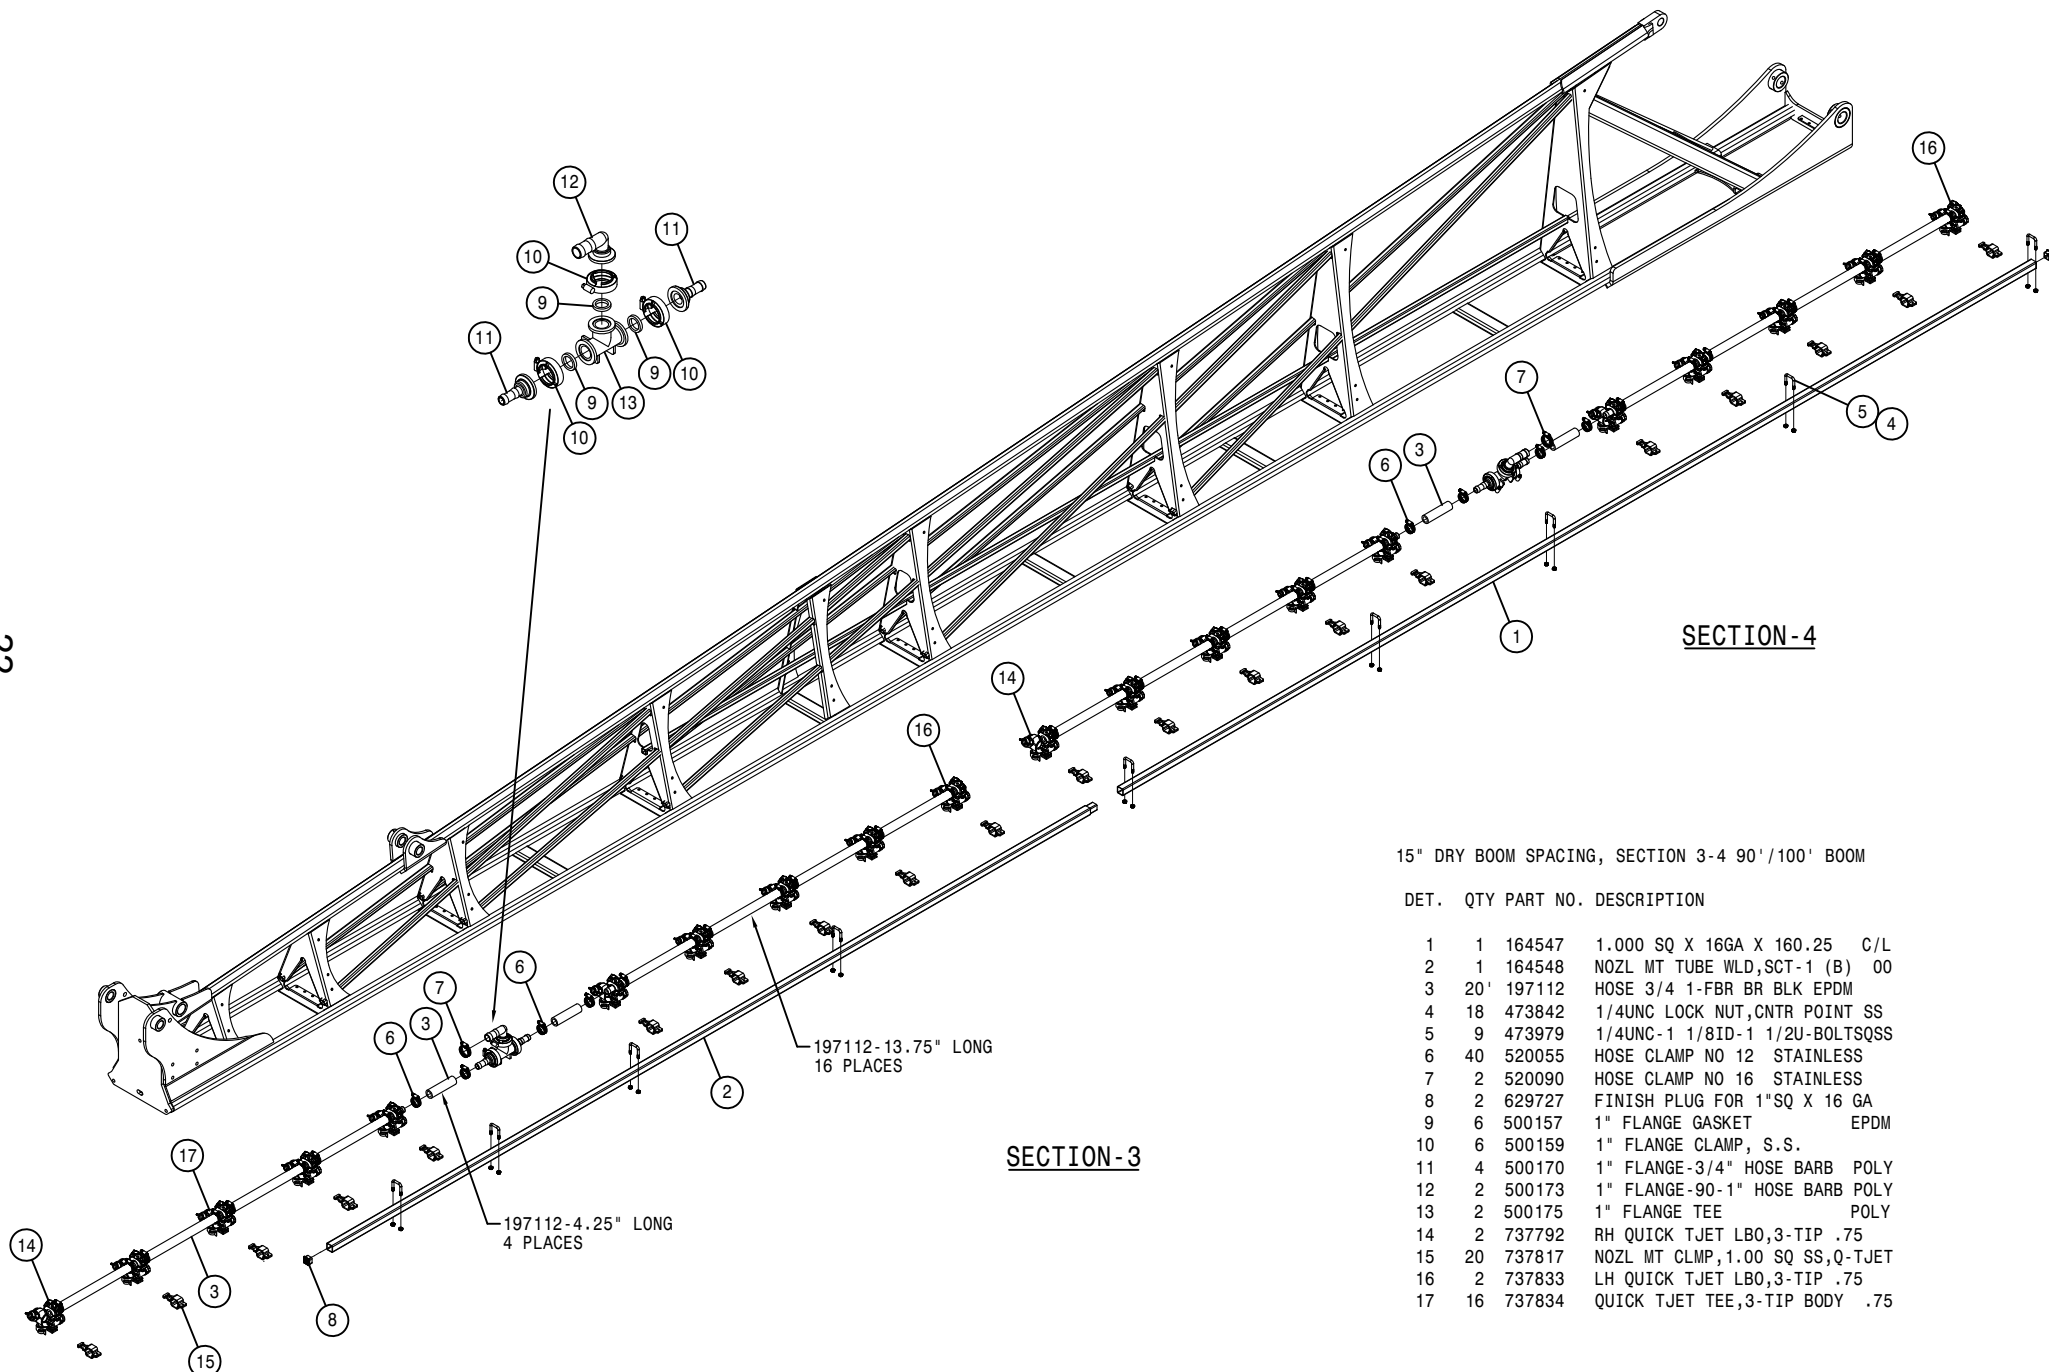 12
11
10
9
11
9
10
9
13
10
16
7
5
4
6
3
1
SECTION-4
14
16
15" DRY BOOM SPACING, SECTION 3-4 90'/100' BOOM
DET. QTY PART NO. DESCRIPTION
1 1 164547 1.000 SQ X 16GA X 160.25 C/L
2 1 164548 NOZL MT TUBE WLD,SCT-1 (B) 00
3 20' 197112 HOSE 3/4 1-FBR BR BLK EPDM
4 18 473842 1/4UNC LOCK NUT,CNTR POINT SS
5 9 473979 1/4UNC-1 1/8ID-1 1/2U-BOLTSQSS
6 40 520055 HOSE CLAMP NO 12 STAINLESS
7 2 520090 HOSE CLAMP NO 16 STAINLESS
8 2 629727 FINISH PLUG FOR 1"SQ X 16 GA
9 6 500157 1" FLANGE GASKET EPDM
10 6 500159 1" FLANGE CLAMP, S.S.
11 4 500170 1" FLANGE-3/4" HOSE BARB POLY
12 2 500173 1" FLANGE-90-1" HOSE BARB POLY
13 2 500175 1" FLANGE TEE POLY
14 2 737792 RH QUICK TJET LBO,3-TIP .75
15 20 737817 NOZL MT CLMP,1.00 SQ SS,Q-TJET
16 2 737833 LH QUICK TJET LBO,3-TIP .75
17 16 737834 QUICK TJET TEE,3-TIP BODY .75
6
7
3
6
197112-13.75" LONG
16 PLACES
2
SECTION-3
17
197112-4.25" LONG
4 PLACES
14
3
8
15